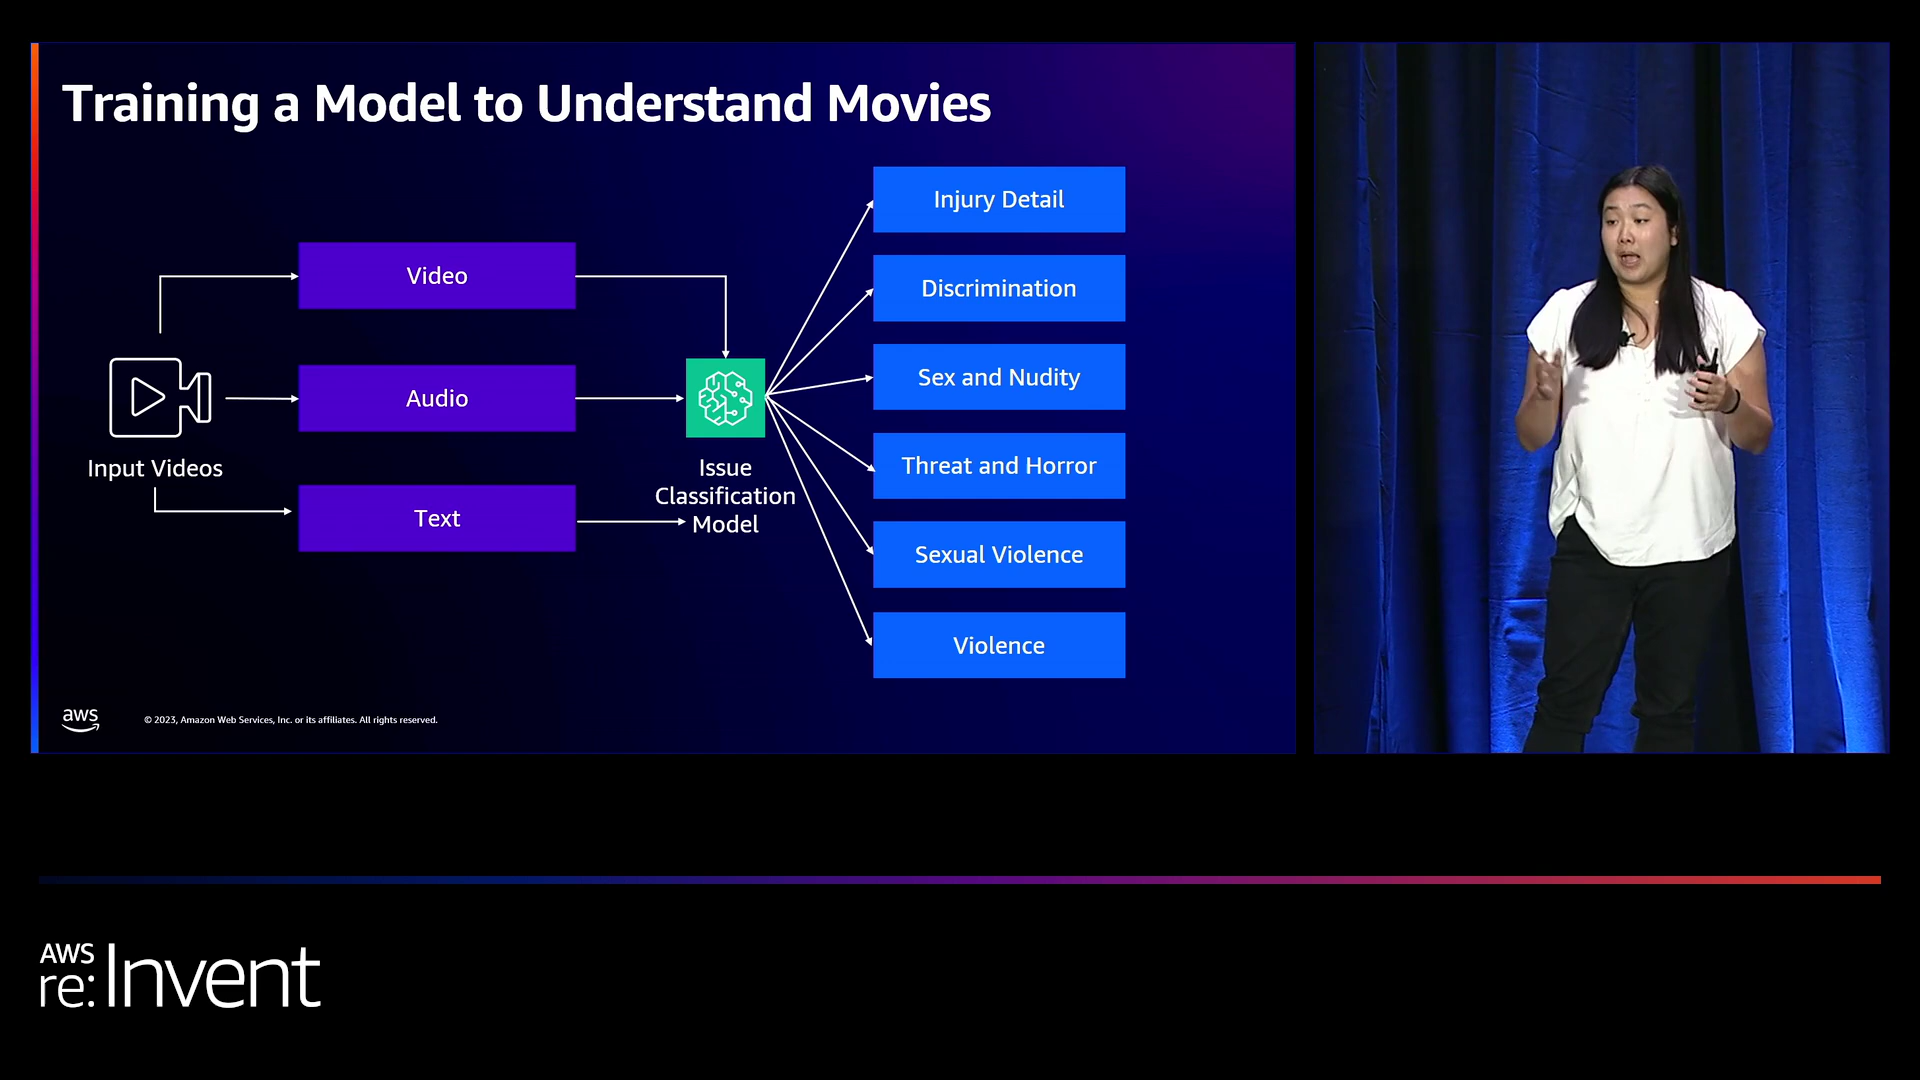 Training a Model to Understand Movies
Injury Detail
Discrimination
Video
Sex and Nudity
Audio
Input Videos
Issue
Classification
Model
Threat and Horror
Text
Sexual Violence
Violence
aws
© 2023, Amazon Web Services, Inc. or its affiliates. All rights reserved.
AWS
re:Invent